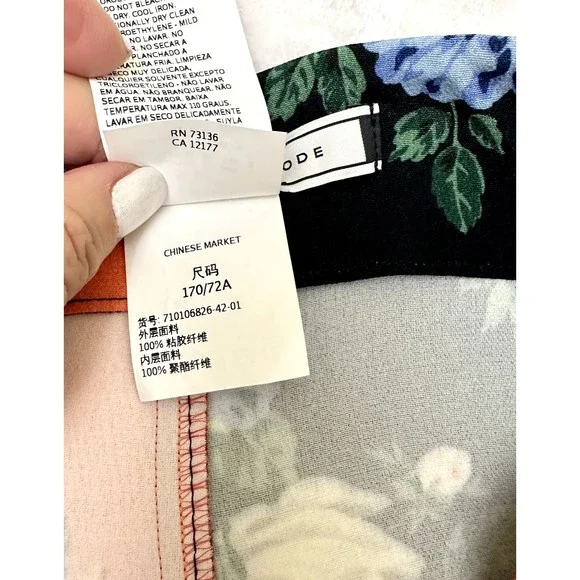 DO NOT BLEACH
DRY. COOL IRON.
DRY CLEAN
- MILD
NO LAVAR. NO
NO SECAR A
PLANCHADO A
FRIA. LIMPIEZA
SECO MUY DELICADA,
CUALQUIER SOLVENTE EXCEPTO
TRICLOROETILENO - NÃO LAVAR
EM ÁGUA. NÃO BRANQUEAR. NÃO
SECAR EM TAMBOR. BAIXA
TEMPERATURA MAX 110 GRAUS.
LAVAR EM SECO DELICADAMENTE
RN 73136
CA 12177
ODE
CHINESE MARKET
尺码
170/72A
货号: 710106826-42-01
外层面料
100% 粘胶纤维
内层面料
100% 聚酯纤维